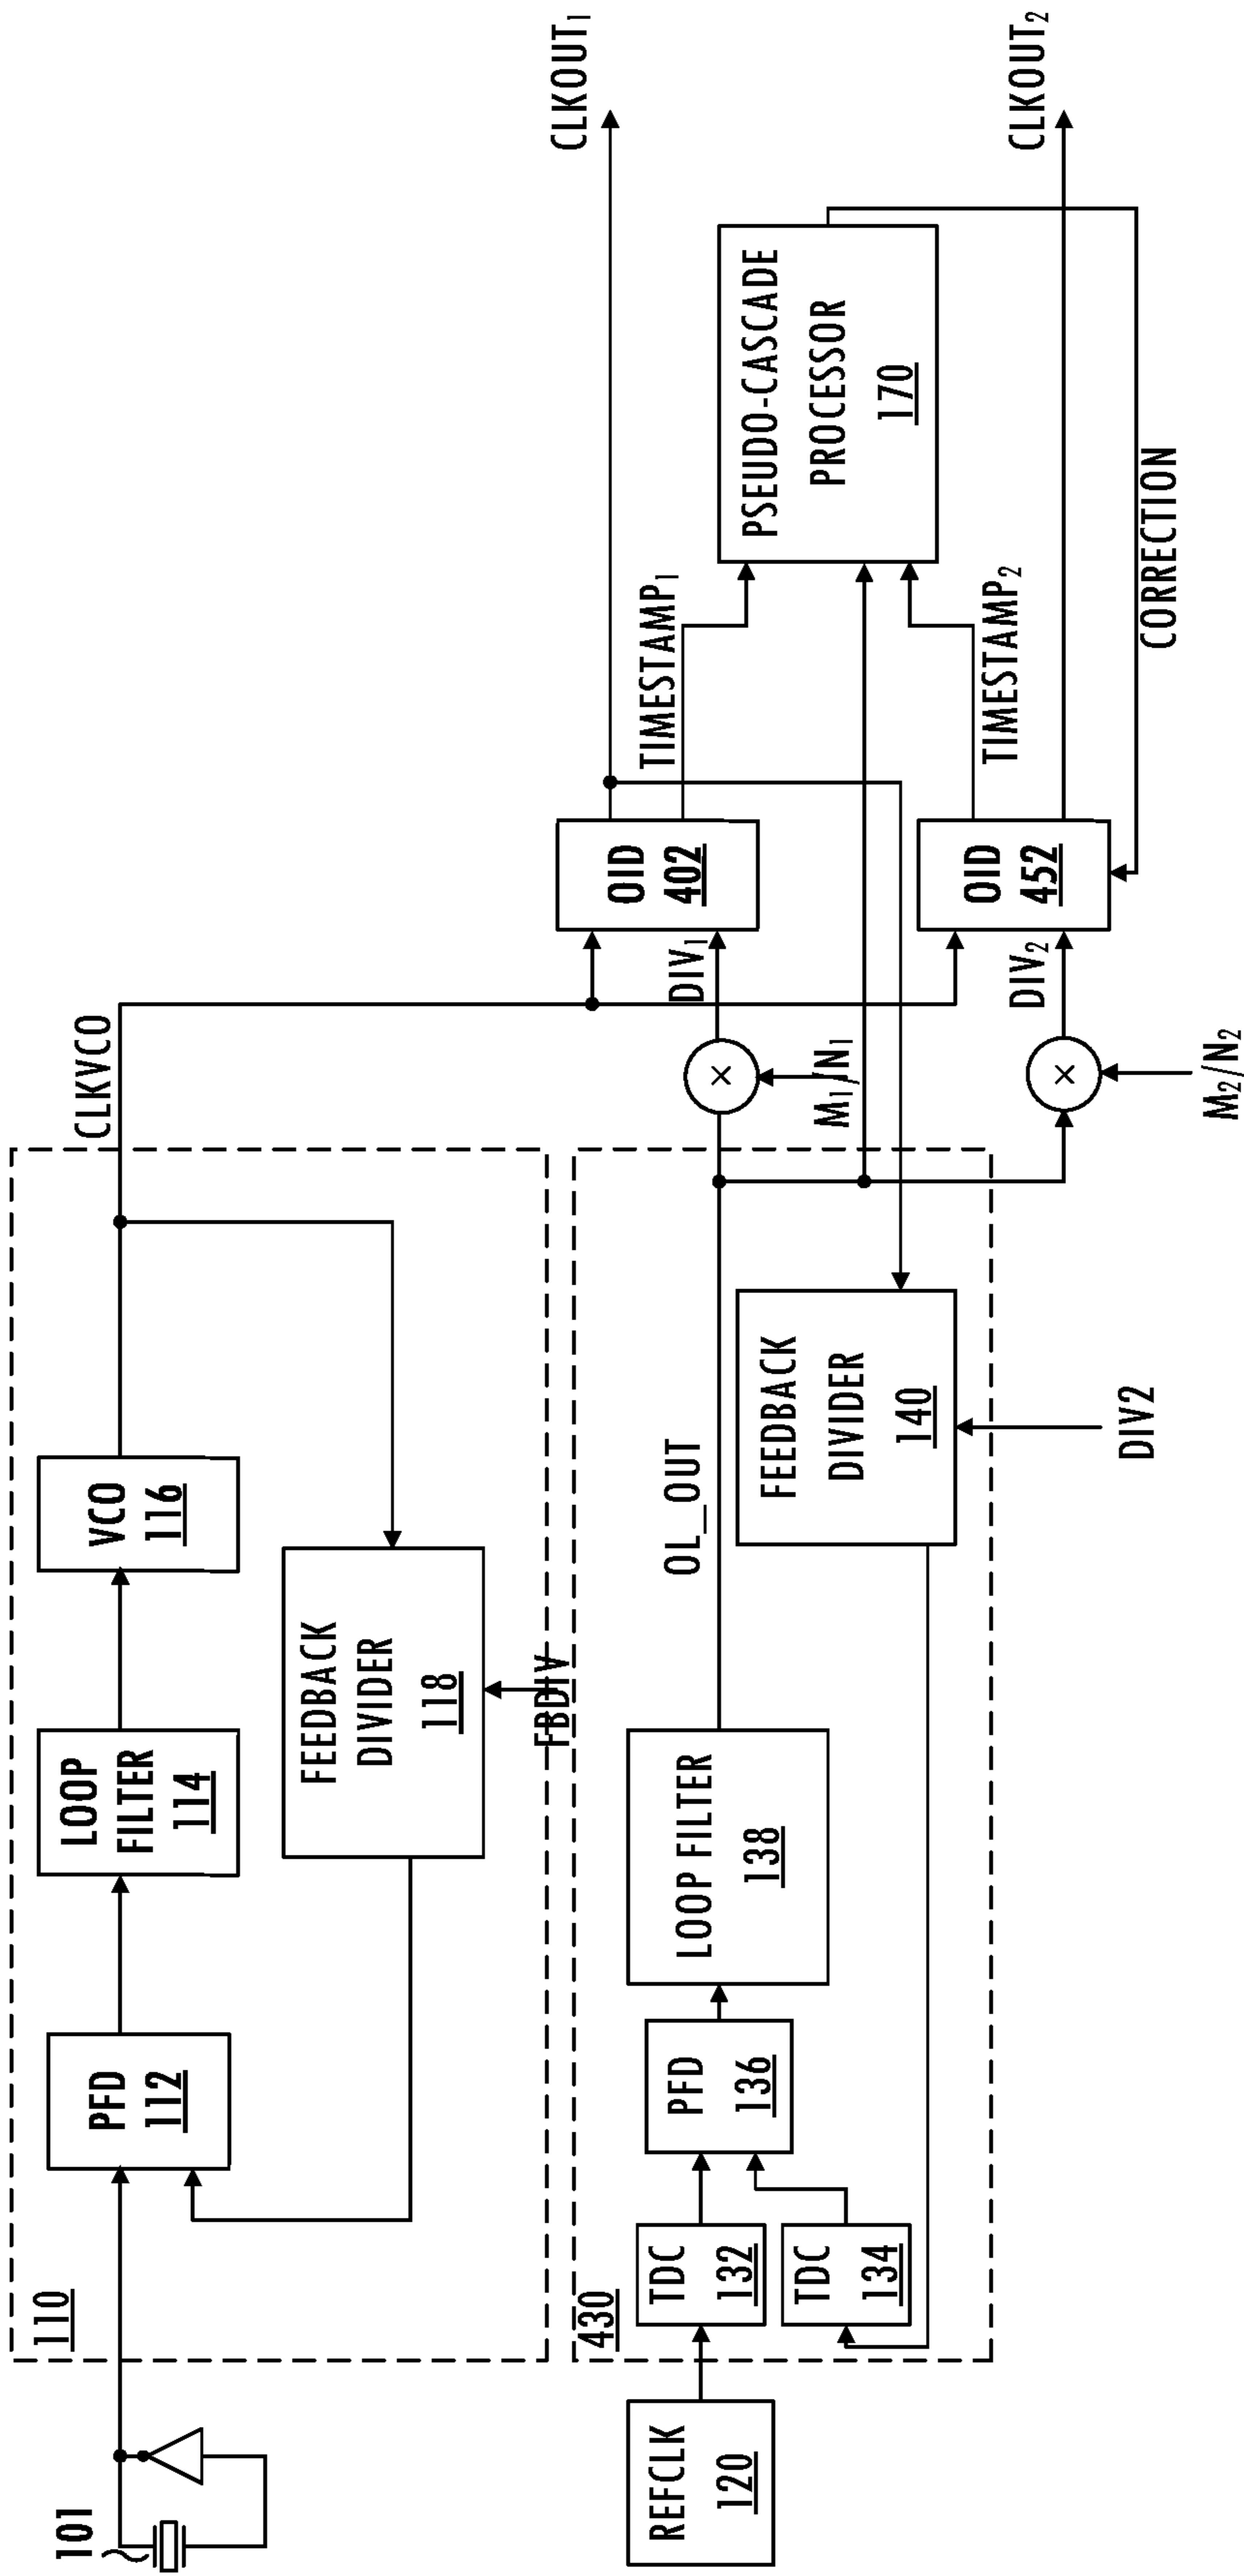 101
110
PFD
112
LOOP
FILTER
114
VCO
116
CLKVCO
FEEDBACK
DIVIDER
118
FBDIV
REFCLK
120
430
TDC
132
TDC
134
PFD
136
LOOP FILTER
138
OL_OUT
FEEDBACK
DIVIDER
140
DIV2
×
M₁/N₁
DIV₁
×
M₂/N₂
DIV₂
OID
402
OID
452
TIMESTAMP₁
TIMESTAMP₂
PSEUDO-CASCADE
PROCESSOR
170
CORRECTION
CLKOUT₁
CLKOUT₂